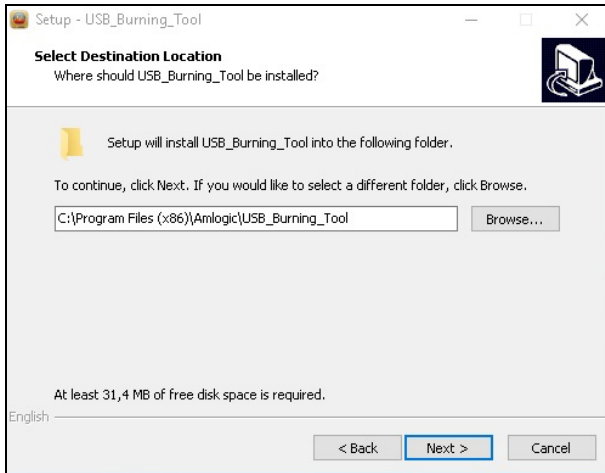 Setup - USB_Burning_Tool
Select Destination Location
Where should USB_Burning_Tool be installed?
Setup will install USB_Burning_Tool into the following folder.
To continue, click Next. If you would like to select a different folder, click Browse.
C:\Program Files (x86)\Amlogic\USB_Burning_Tool
Browse...
At least 31,4 MB of free disk space is required.
English
< Back
Next >
Cancel